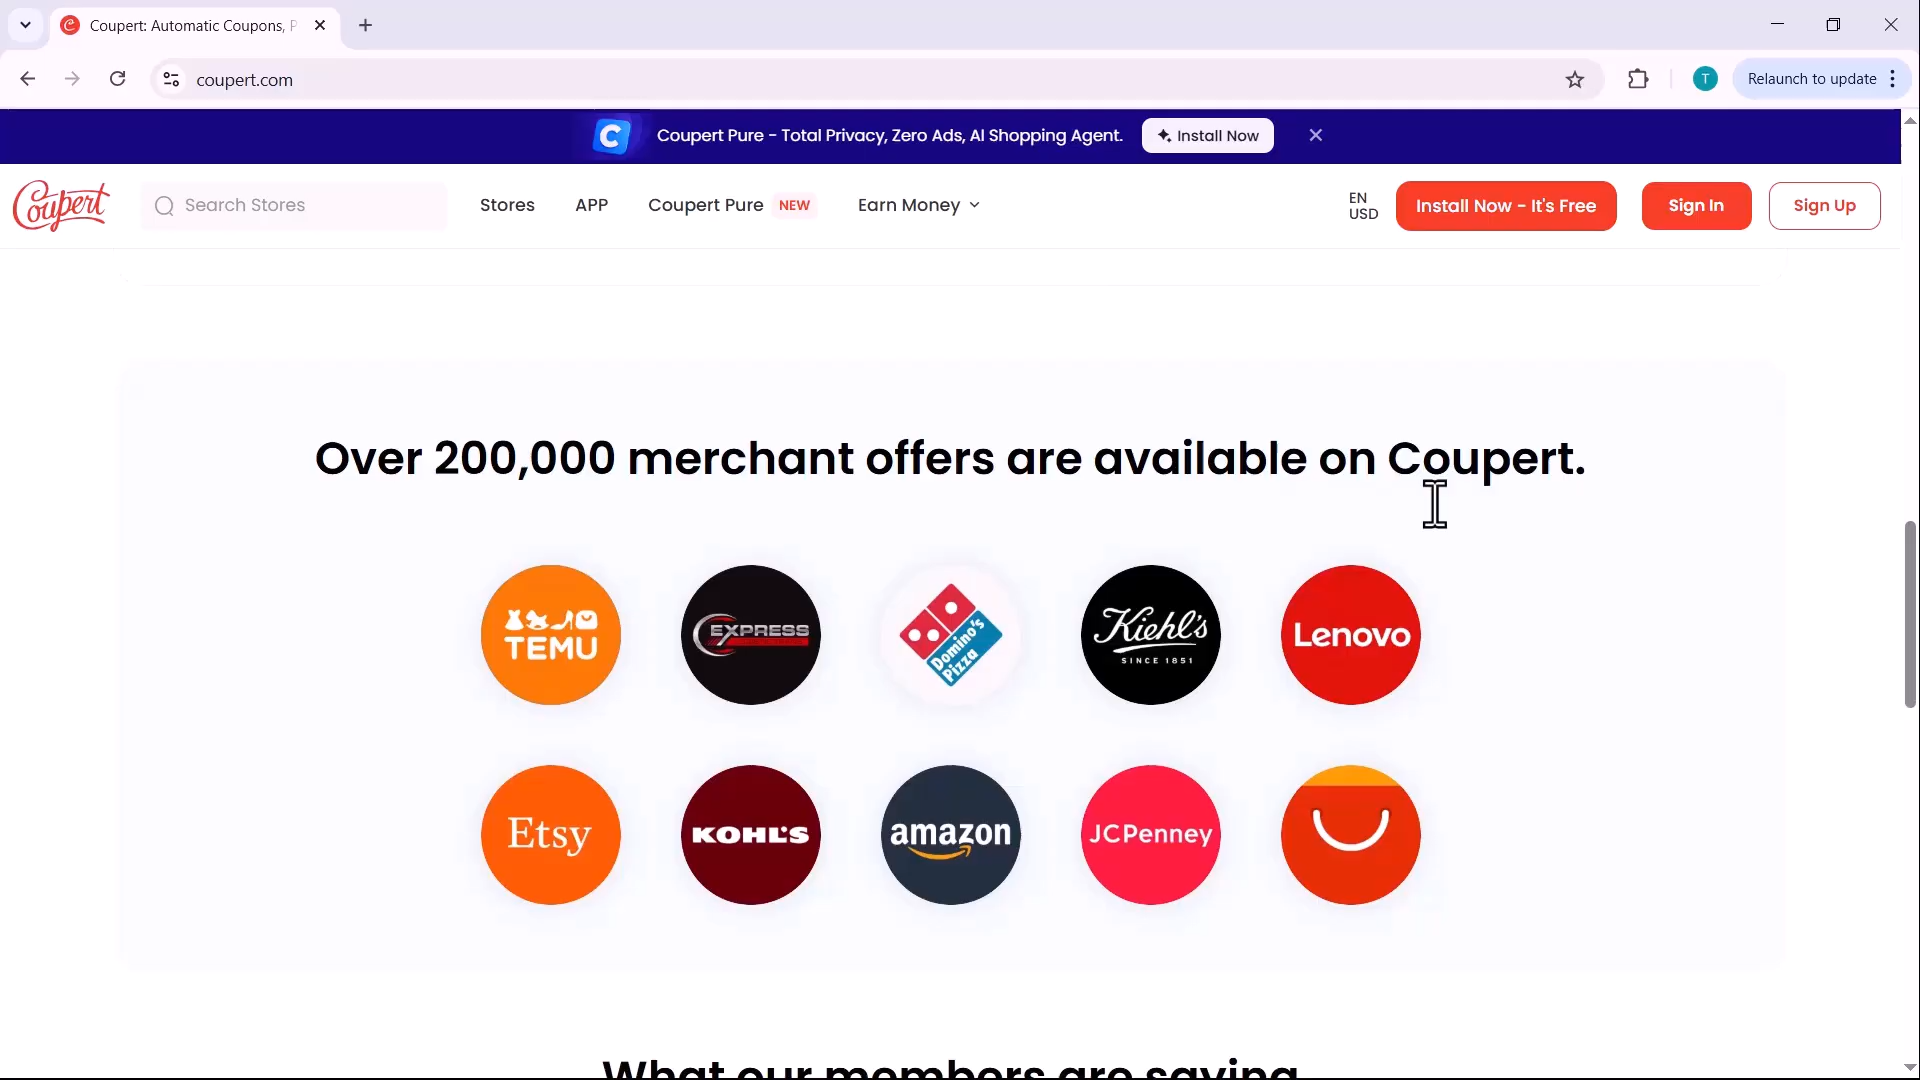 Coupert: Automatic Coupons, P
coupert.com
T
Relaunch to update
C
Coupert Pure - Total Privacy, Zero Ads, AI Shopping Agent.
Install Now
Coupert
Search Stores
Stores
APP
Coupert Pure
NEW
Earn Money
EN
USD
Install Now - It's Free
Sign In
Sign Up
Over 200,000 merchant offers are available on Coupert.
TEMU
EXPRESS
Domino's
Pizza
Kiehl's
SINCE 1851
Lenovo
Etsy
KOHL'S
amazon
JCPenney
What our members are saying